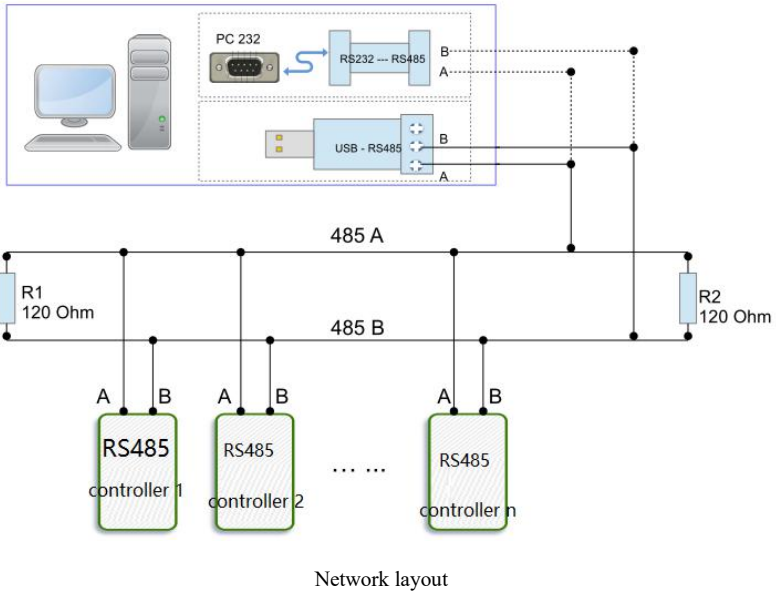 PC 232
RS232 --- RS485
B
A
USB - RS485
B
A
485 A
R1
120 Ohm
R2
120 Ohm
485 B
A B
A B
A B
RS485
controller 1
RS485
controller 2
... ...
RS485
controller n
Network layout